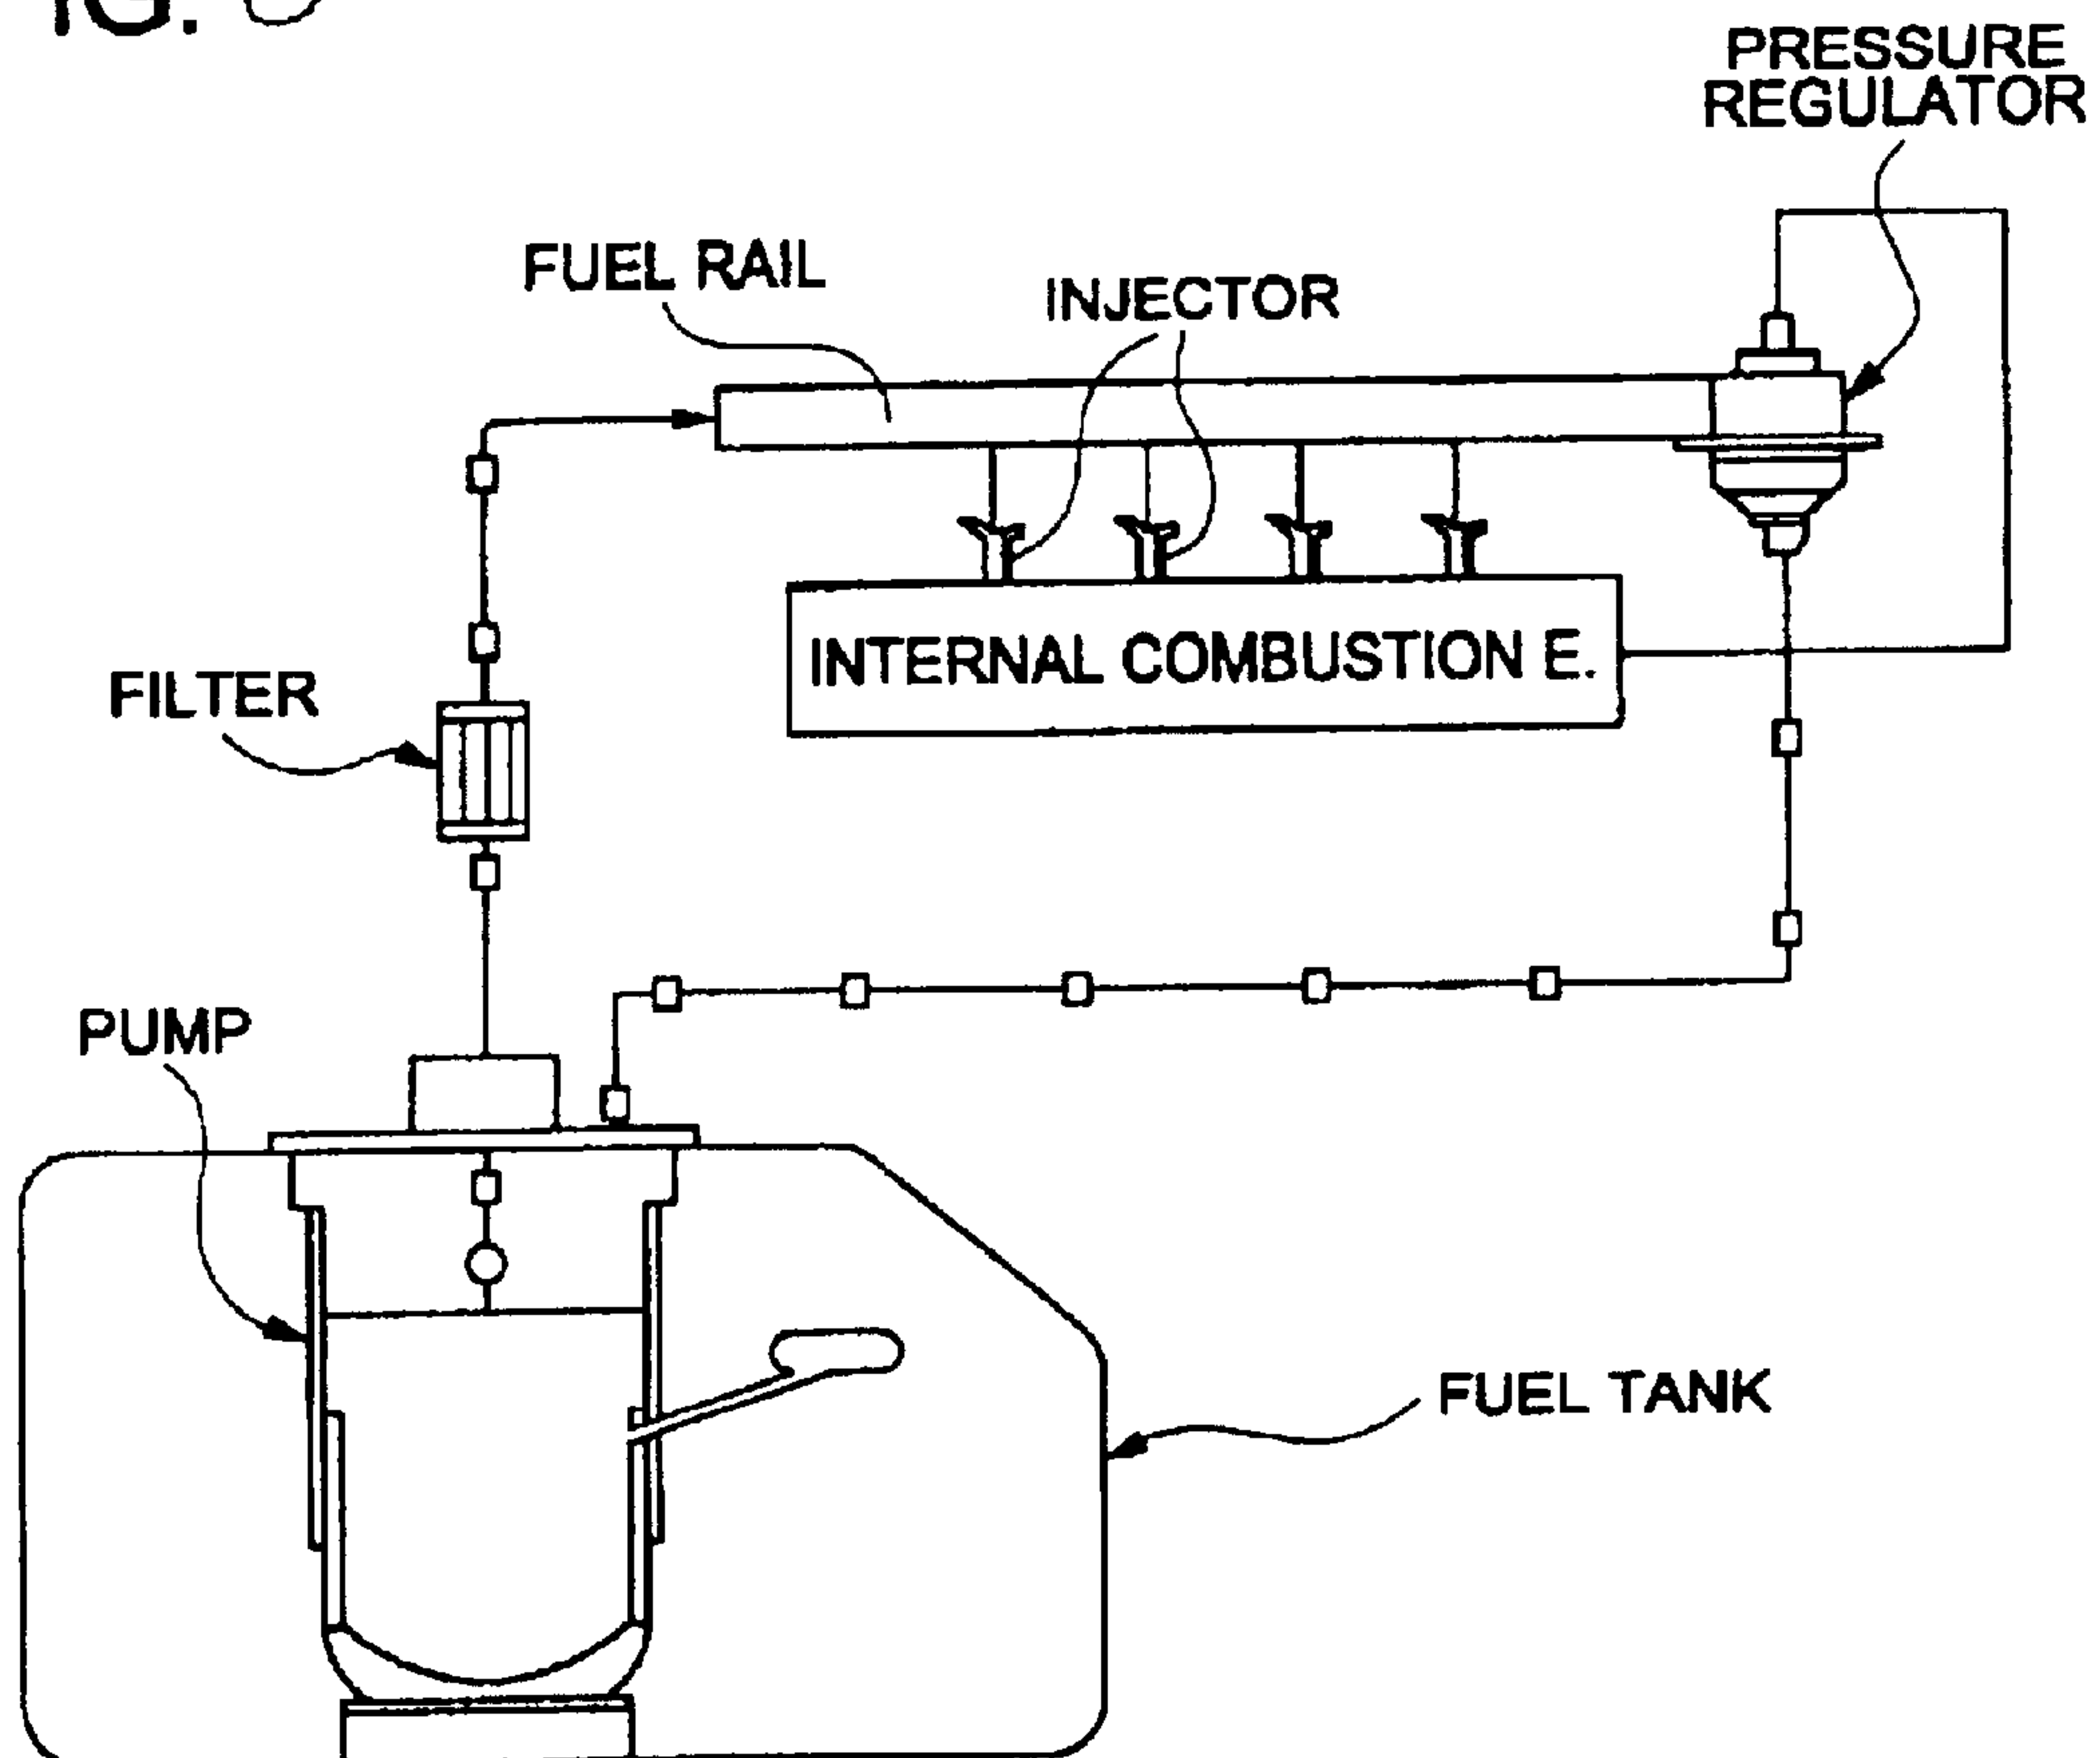 PRESSURE
REGULATOR
FUEL RAIL
INJECTOR
INTERNAL COMBUSTION E.
FILTER
PUMP
FUEL TANK